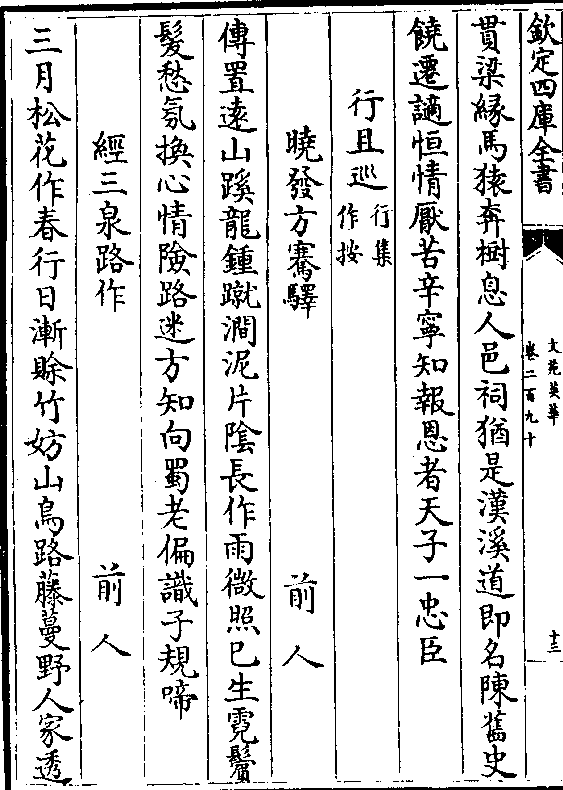 欽定四庫全書
文苑英華
卷二百九十
十三
貫梁緣馬猿奔樹息人邑祠猶是漢溪道即名陳舊史
饒遷謫恒情厭苦辛寧知報恩者天子一忠臣
行且巡行集作按
曉發方騫驛 前人
傳置逺山蹊龍鍾蹴澗泥片陰長作雨微照已生霓鬢
髮愁氛換心情險路迷方知向蜀老偏識子規啼
經三泉路作 前人
三月松花作春行日漸賖竹妨山鳥路藤蔓野人家透